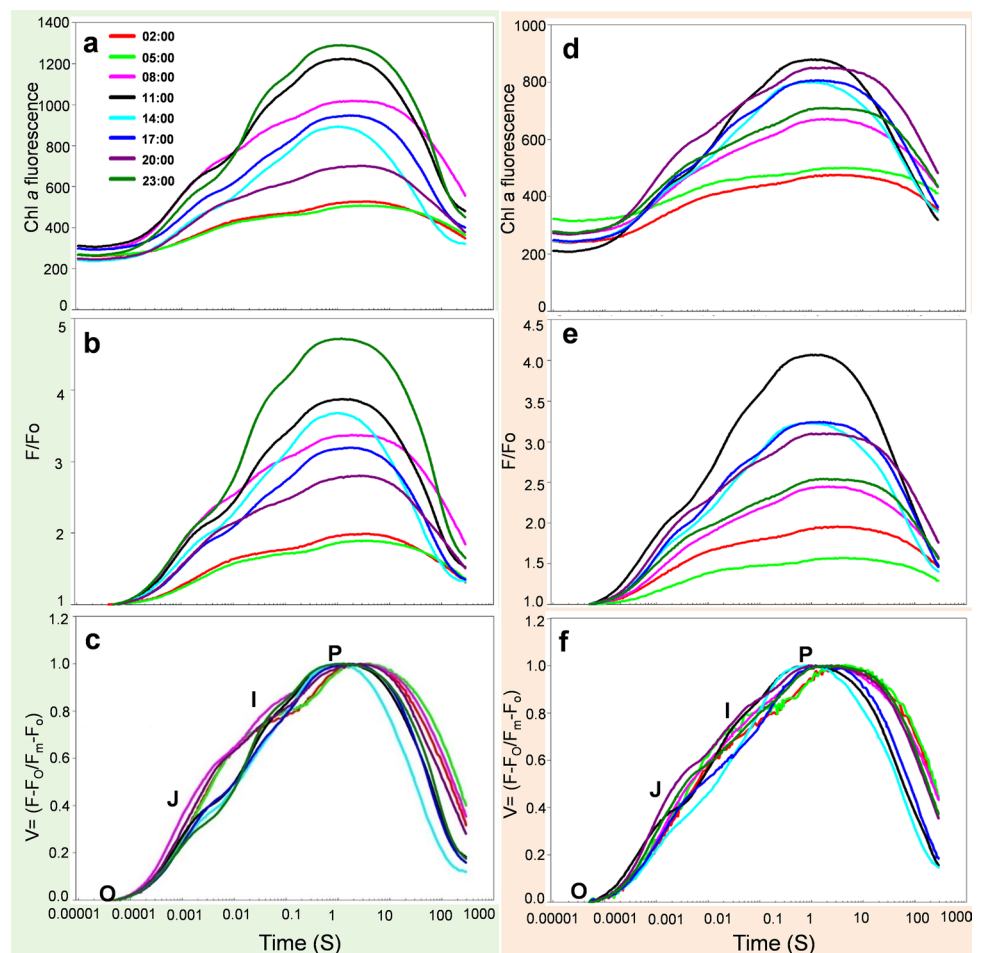 a
Chl a fluorescence
1400
1200
1000
800
600
400
200
0
02:00
05:00
08:00
11:00
14:00
17:00
20:00
23:00
d
Chl a fluorescence
1000
800
600
400
200
0
b
F/Fo
5
4
3
2
1
e
F/Fo
4.5
4.0
3.5
3.0
2.5
2.0
1.5
1.0
c
V= (F-FO/Fm-Fo)
1.2
1.0
0.8
0.6
0.4
0.2
0.0
O
J
I
P
0.00001 0.0001 0.001 0.01 0.1 1 10 100 1000
Time (S)
f
V= (F-FO/Fm-Fo)
1.2
1.0
0.8
0.6
0.4
0.2
0.0
O
J
I
P
0.00001 0.0001 0.001 0.01 0.1 1 10 100 1000
Time (S)